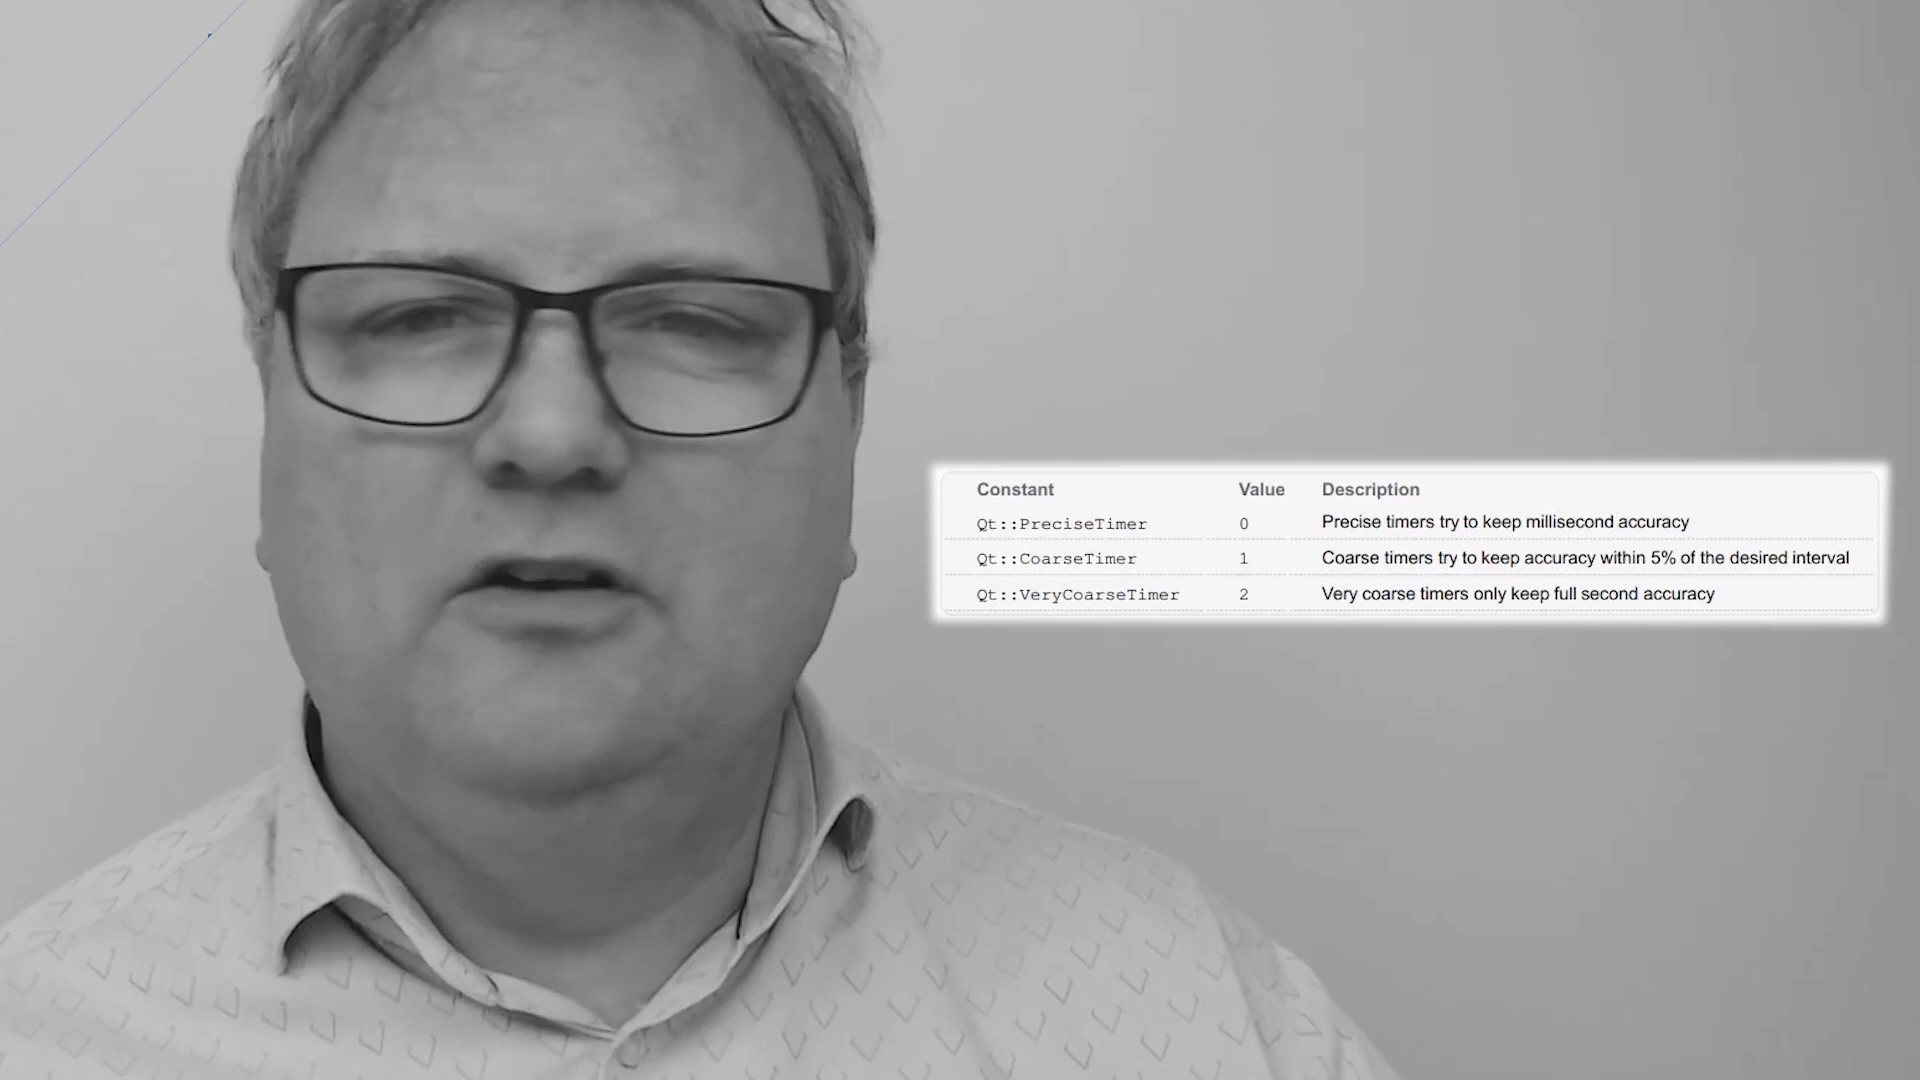 Constant Value Description
Qt::PreciseTimer 0 Precise timers try to keep millisecond accuracy
Qt::CoarseTimer 1 Coarse timers try to keep accuracy within 5% of the desired interval
Qt::VeryCoarseTimer 2 Very coarse timers only keep full second accuracy